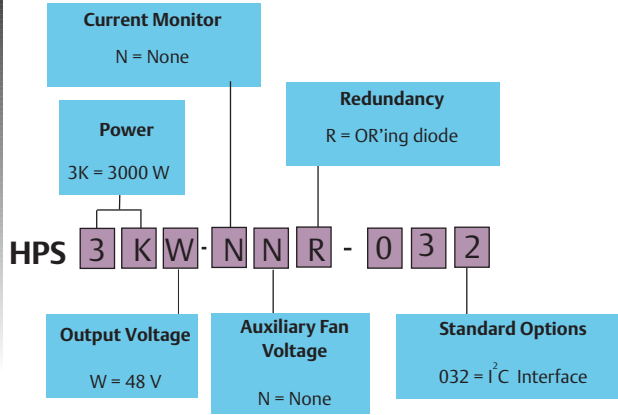 Current Monitor
N = None
Redundancy
R = OR'ing diode
Power
3K = 3000 W
HPS 3 K W - N N R - 0 3 2
Output Voltage
W = 48 V
Auxiliary Fan
Voltage
N = None
Standard Options
032 = I²C Interface